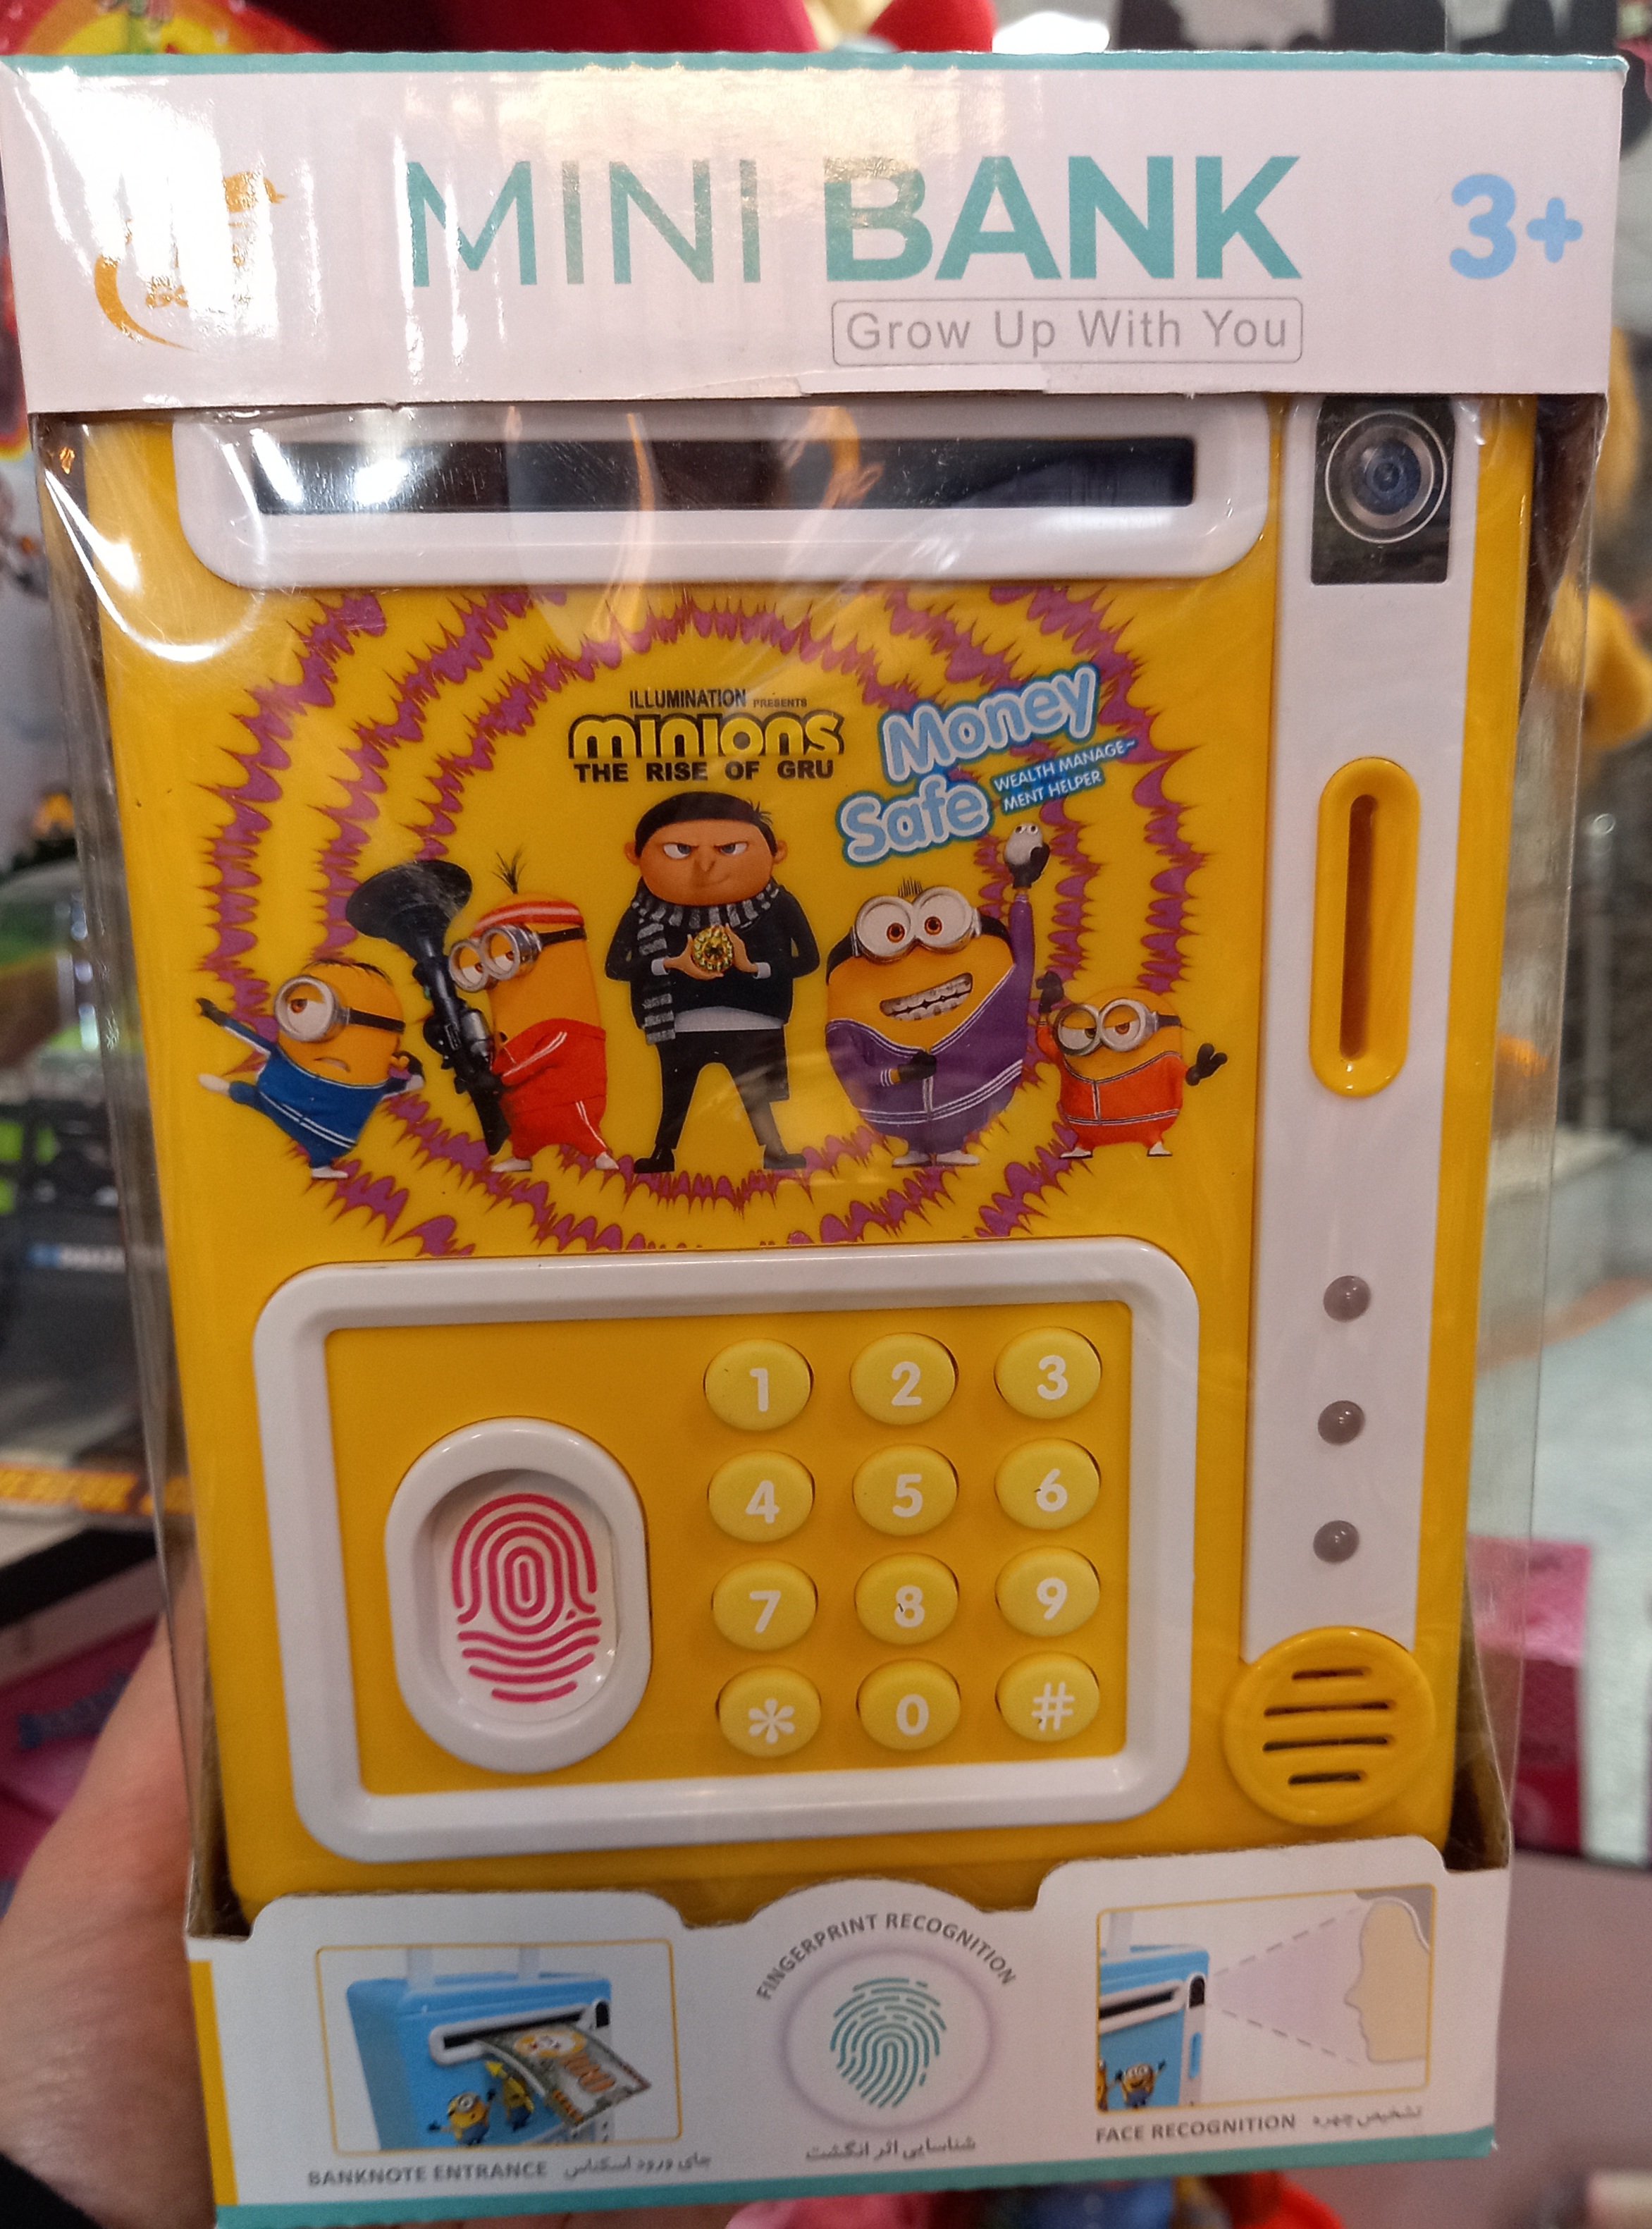 MINI BANK
3+
Grow Up With You
ILLUMINATION PRESENTS
minions
THE RISE OF GRU
Money
Safe
WEALTH MANAGE-
MENT HELPER
1 2 3
4 5 6
7 8 9
* 0 #
BANKNOTE ENTRANCE جای ورود اسکناس
FINGERPRINT RECOGNITION
شناسایی اثر انگشت
FACE RECOGNITION تشخیص چهره